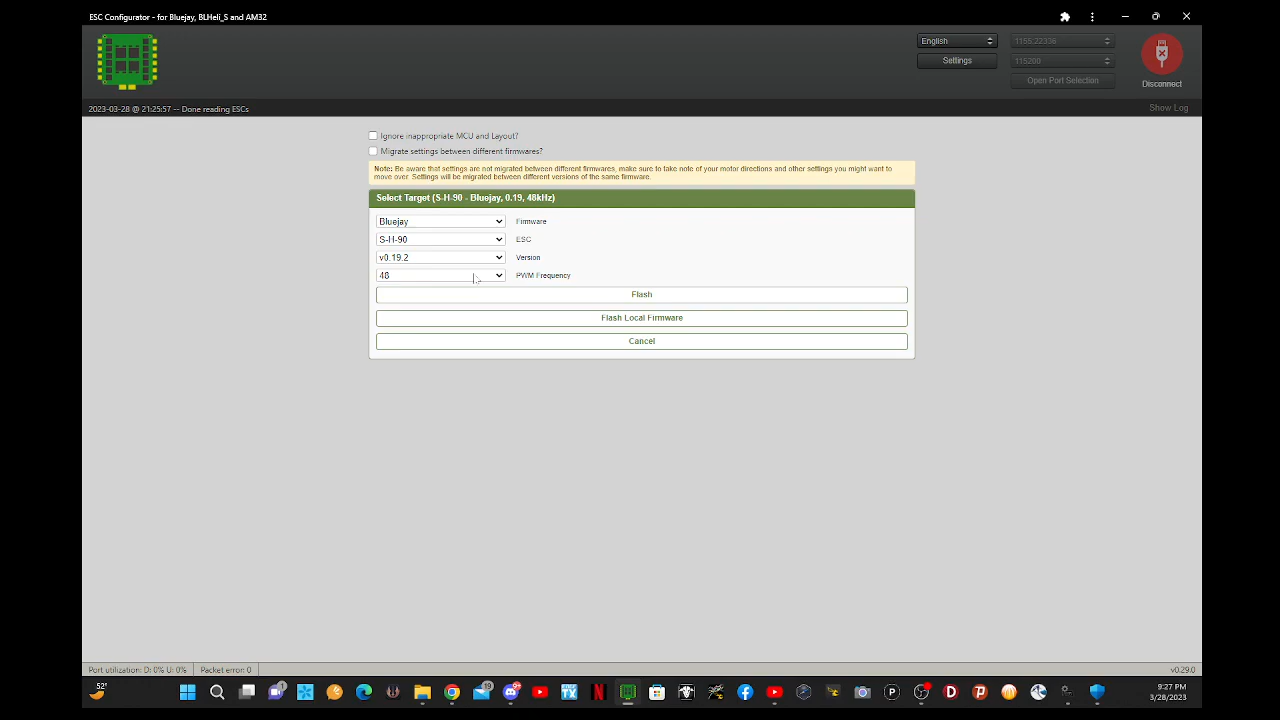 ESC Configurator - for Bluejay, BLHeli_S and AM32
English
1155:22336
Settings
115200
Open Port Selection
Disconnect
2023-03-28 @ 21:25:57 -- Done reading ESCs
Show Log
Ignore inappropriate MCU and Layout?
Migrate settings between different firmwares?
Note: Be aware that settings are not migrated between different firmwares, make sure to take note of your motor directions and other settings you might want to
move over. Settings will be migrated between different versions of the same firmware.
Select Target (S-H-90 - Bluejay, 0.19, 48kHz)
Bluejay Firmware
S-H-90 ESC
v0.19.2 Version
48 PWM Frequency
Flash
Flash Local Firmware
Cancel
Port utilization: D: 0% U: 0% Packet error: 0 v0.29.0
52°
9:27 PM
3/28/2023